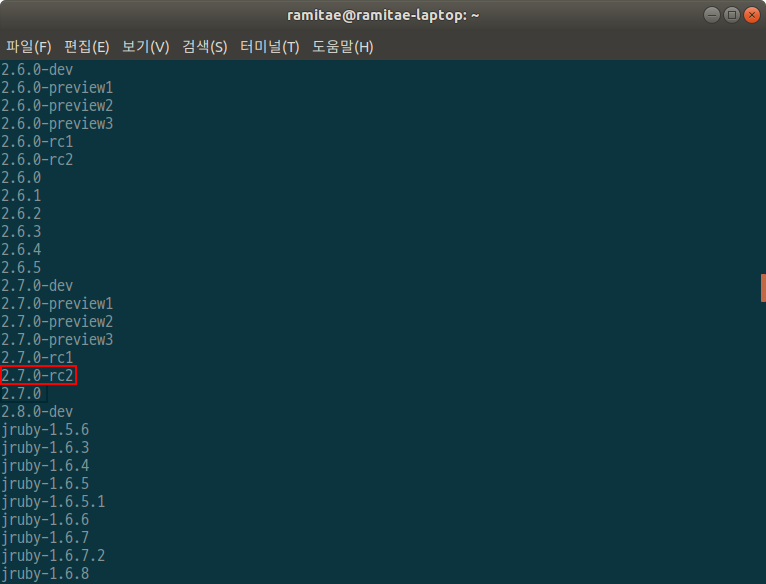 ramitae@ramitae-laptop: ~
파일(F) 편집(E) 보기(V) 검색(S) 터미널(T) 도움말(H)
2.6.0-dev
2.6.0-preview1
2.6.0-preview2
2.6.0-preview3
2.6.0-rc1
2.6.0-rc2
2.6.0
2.6.1
2.6.2
2.6.3
2.6.4
2.6.5
2.7.0-dev
2.7.0-preview1
2.7.0-preview2
2.7.0-preview3
2.7.0-rc1
2.7.0-rc2
2.7.0
2.8.0-dev
jruby-1.5.6
jruby-1.6.3
jruby-1.6.4
jruby-1.6.5
jruby-1.6.5.1
jruby-1.6.6
jruby-1.6.7
jruby-1.6.7.2
jruby-1.6.8